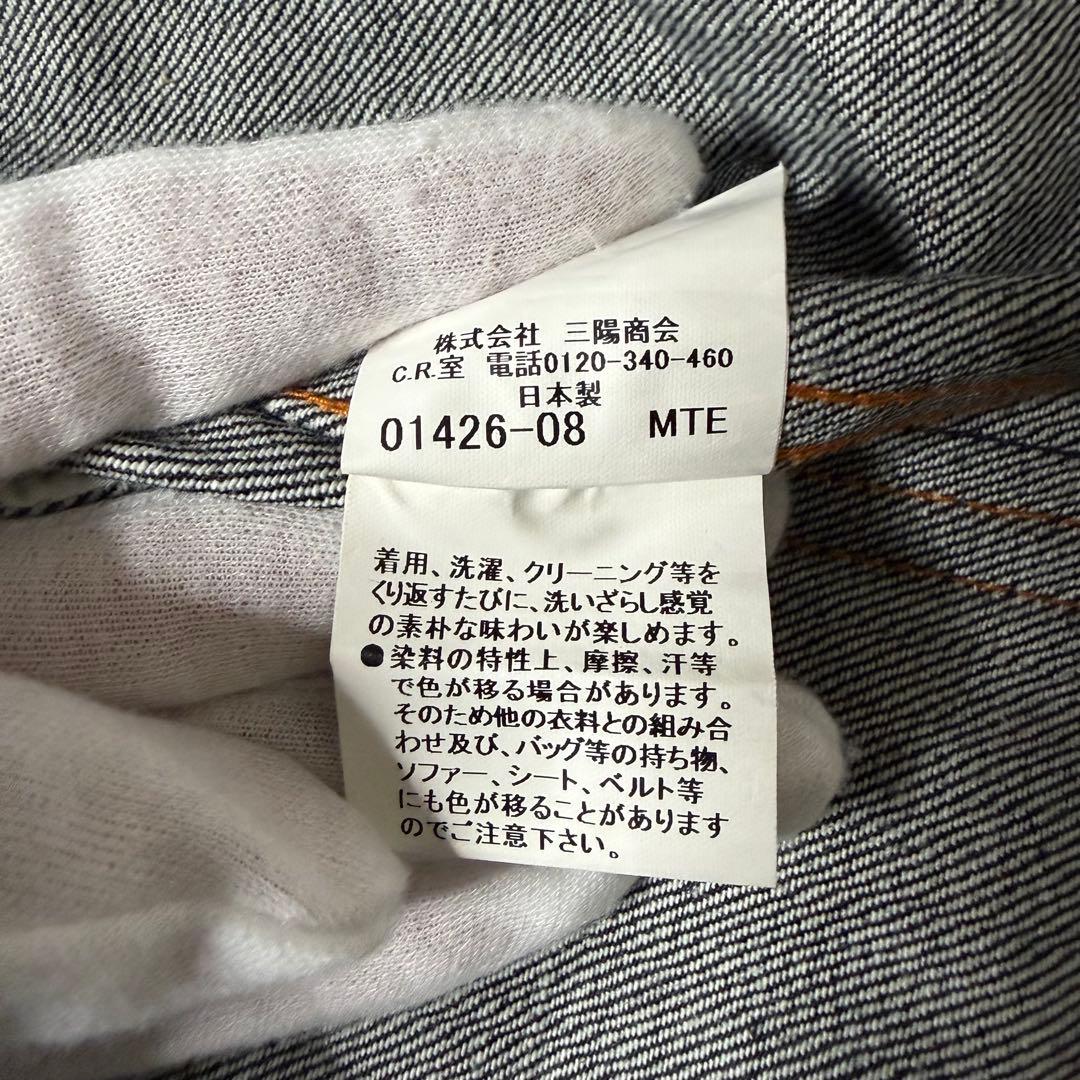 株式会社 三陽商会
C.R.室 電話0120-340-460
日本製
01426-08 MTE
着用、洗濯、クリーニング等を
くり返すたびに、洗いざらし感覚
の素朴な味わいが楽しめます。
●染料の特性上、摩擦、汗等
で色が移る場合があります。
そのため他の衣料との組み合
わせ及び、バッグ等の持ち物、
ソファー、シート、ベルト等
にも色が移ることがあります
のでご注意下さい。